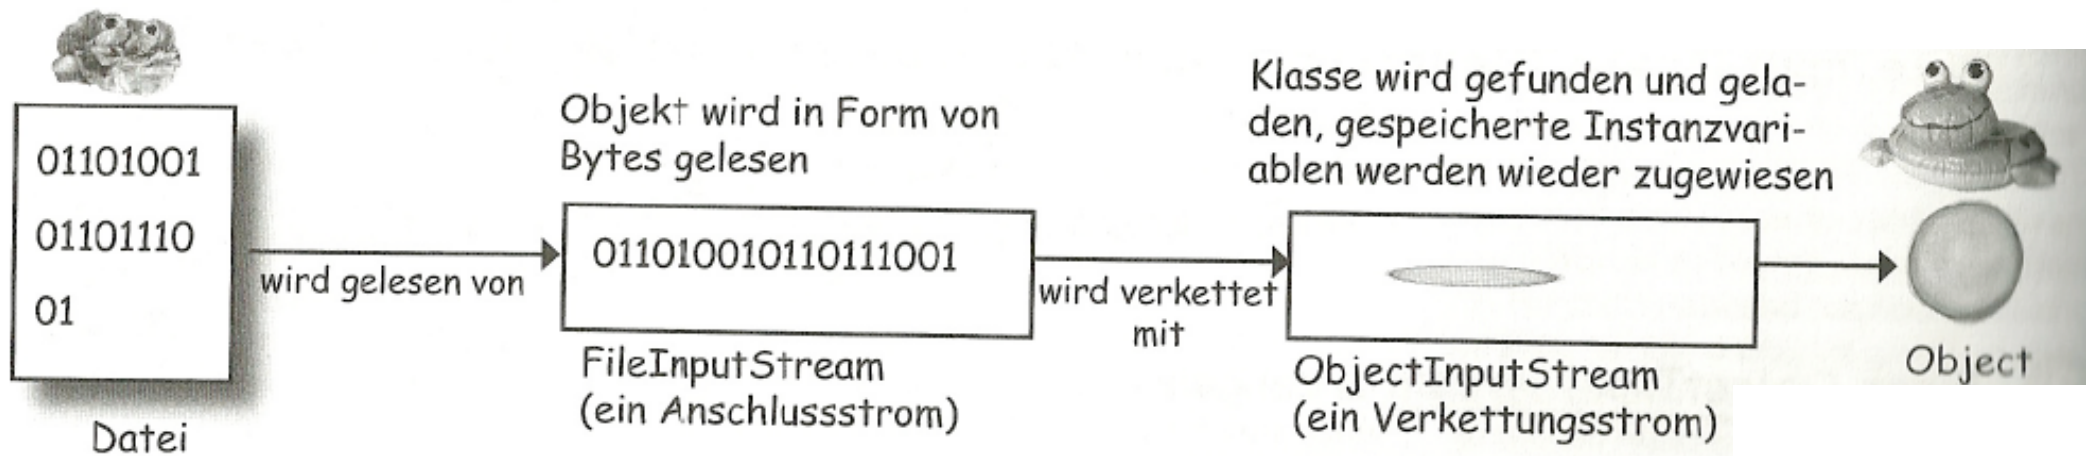 01101001
01101110
01
Datei
wird gelesen von
Objekt wird in Form von
Bytes gelesen
011010010110111001
FileInputStream
(ein Anschlussstrom)
wird verkettet
mit
Klasse wird gefunden und gela-
den, gespeicherte Instanzvari-
ablen werden wieder zugewiesen
ObjectInputStream
(ein Verkettungsstrom)
Object